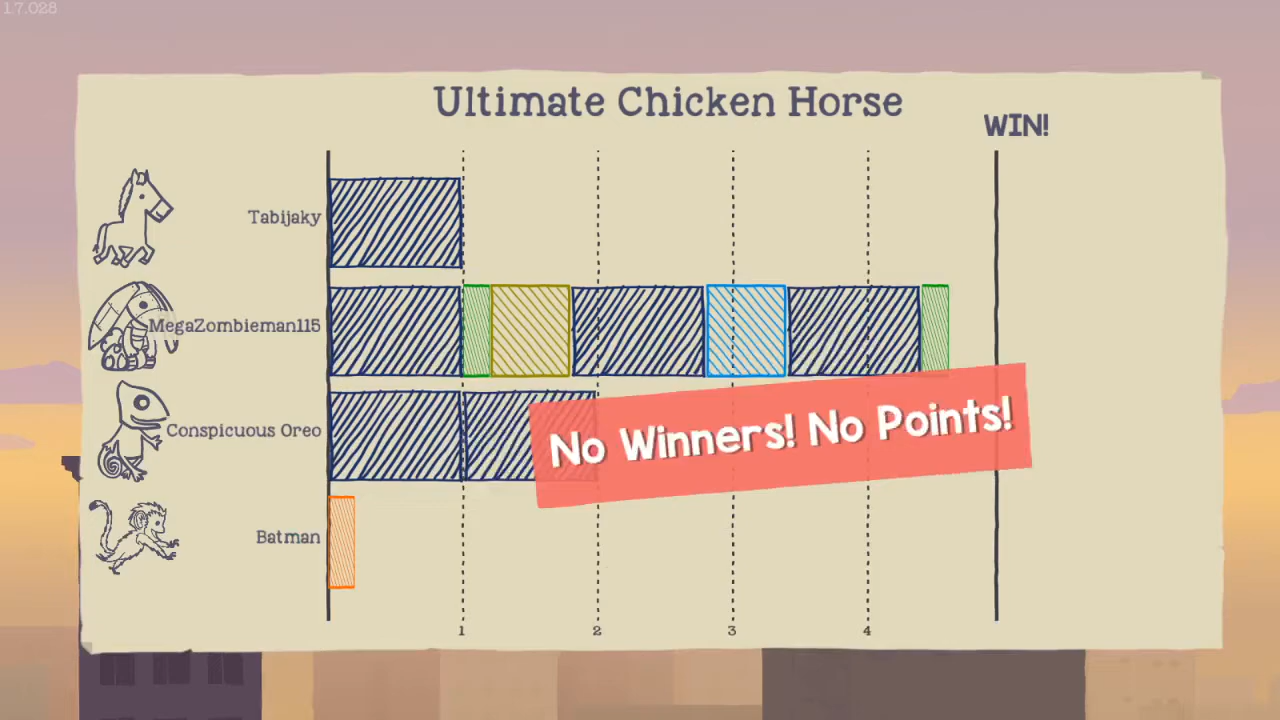 1.7.028
Ultimate Chicken Horse
WIN!
Tabijaky
MegaZombieman115
Conspicuous Oreo
No Winners! No Points!
Batman
1 2 3 4